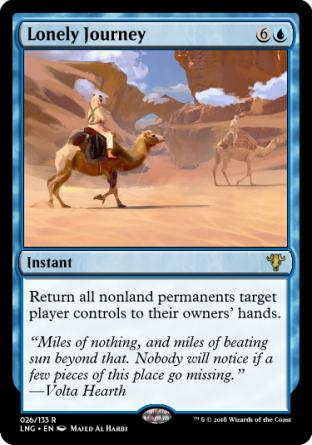 Lonely Journey 6
Instant
Return all nonland permanents target
player controls to their owners’ hands.
“Miles of nothing, and miles of beating
sun beyond that. Nobody will notice if a
few pieces of this place go missing.”
—Volta Hearth
026/133 R
LNG • EN Majed Al Harbi
™ & © 2018 Wizards of the Coast